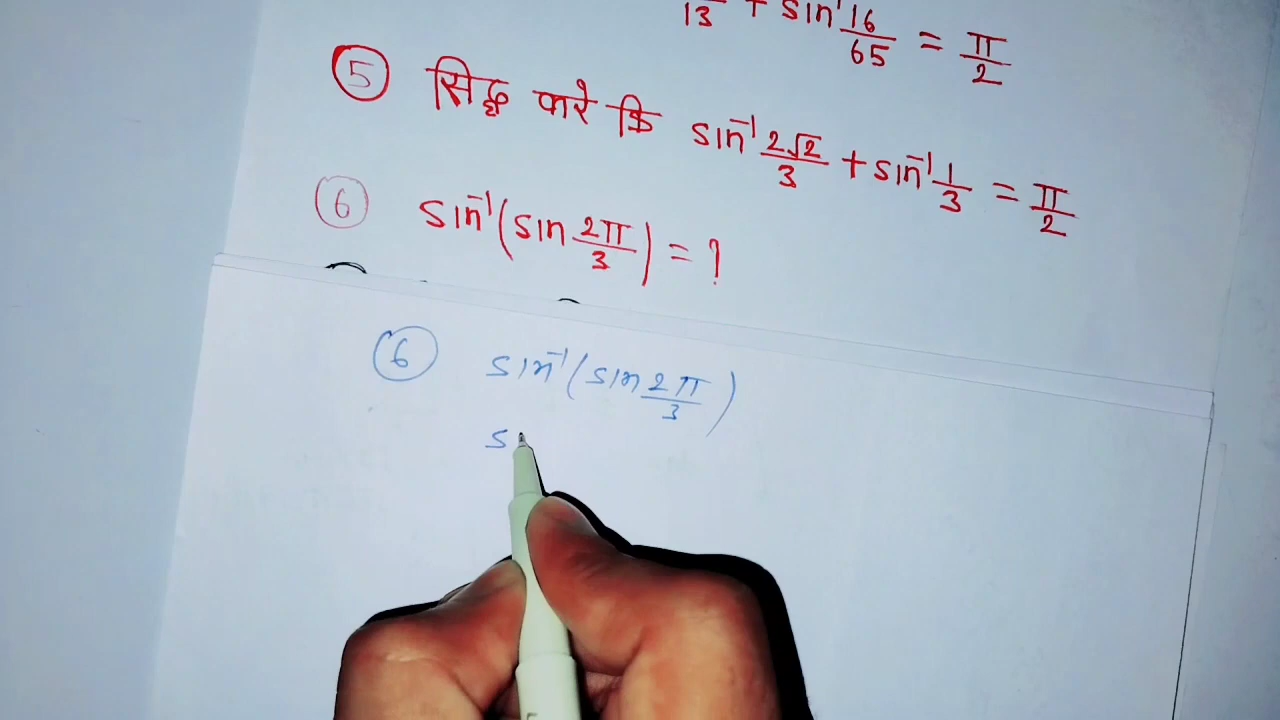 13 + sin⁻¹ 16/65 = π/2
⑤ सिद्ध करे कि sin⁻¹ 2√2/3 + sin⁻¹ 1/3 = π/2
⑥ sin⁻¹(sin 2π/3) = ?
⑥ sin⁻¹(sin 2π/3)
s